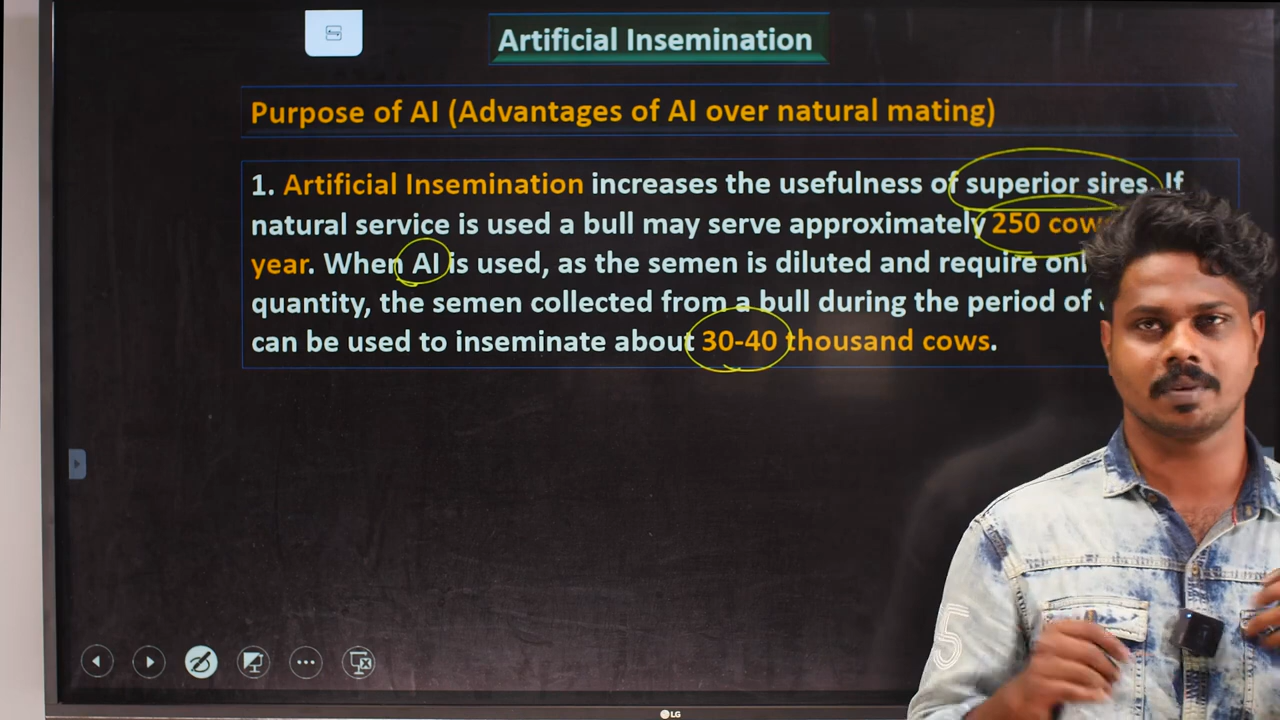 Artificial Insemination
Purpose of AI (Advantages of AI over natural mating)
1. Artificial Insemination increases the usefulness of superior sires. If
natural service is used a bull may serve approximately 250
year. When AI is used, as the semen is diluted and require
quantity, the semen collected from a bull during the period of
can be used to inseminate about 30-40 thousand cows.
5
LG